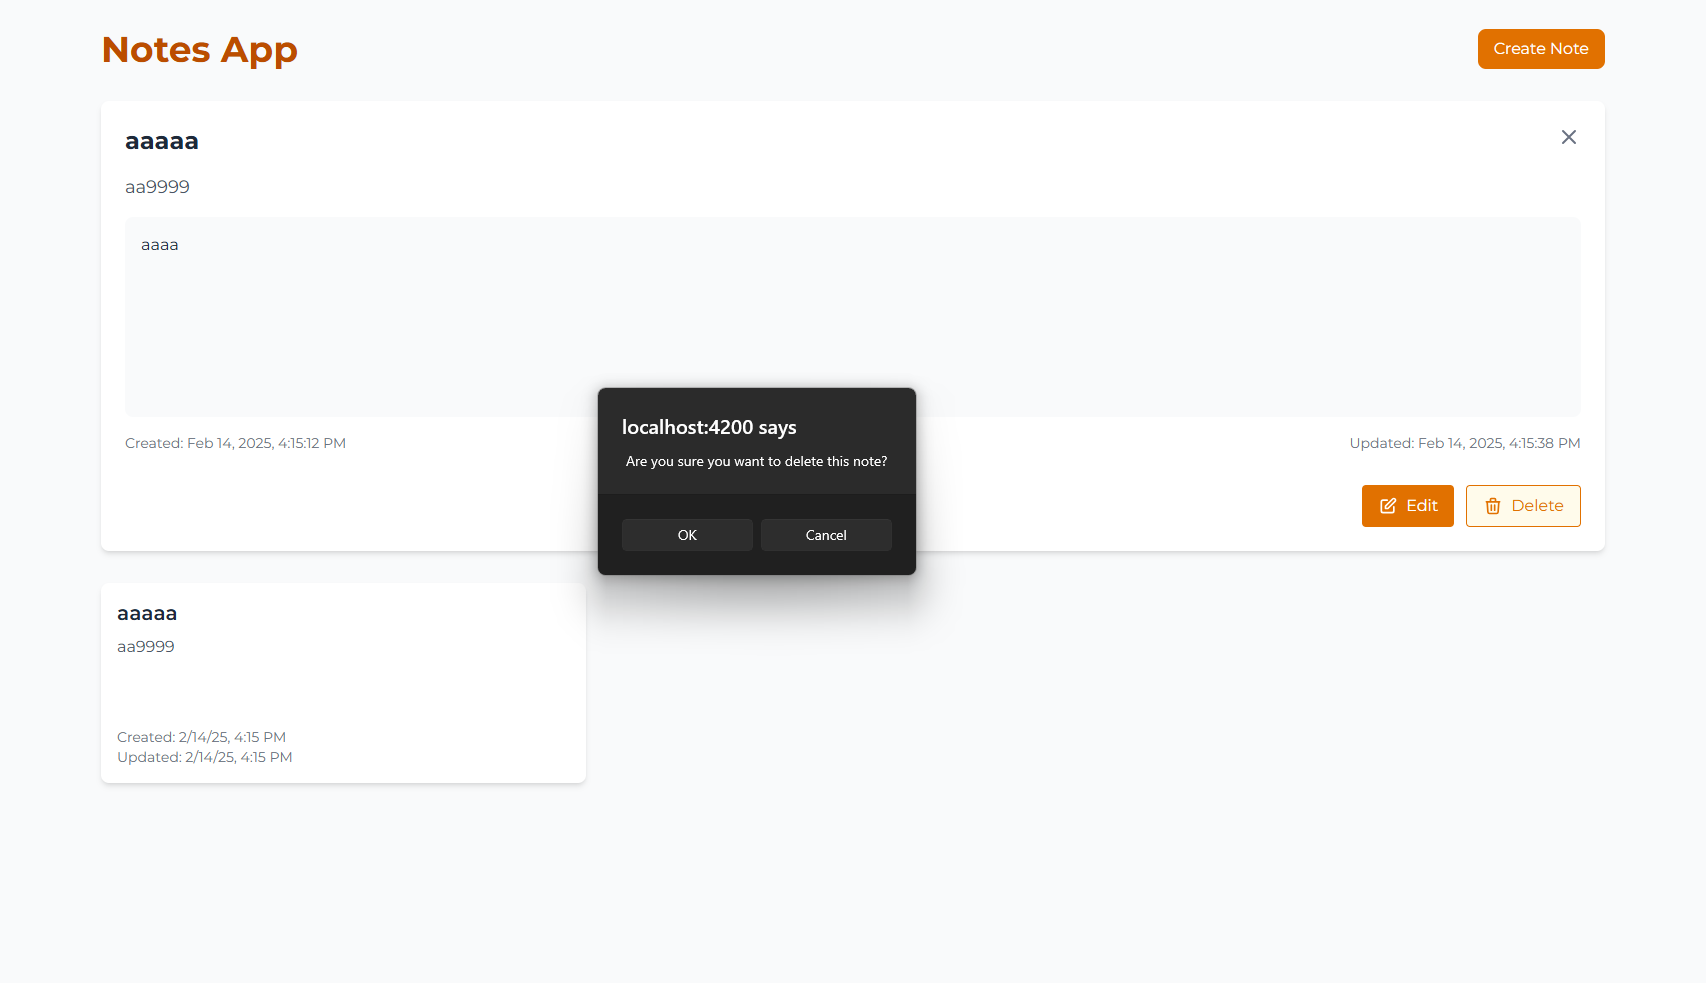 Notes App
Create Note
aaaaa
aa9999
aaaa
localhost:4200 says
Are you sure you want to delete this note?
OK Cancel
Created: Feb 14, 2025, 4:15:12 PM
Updated: Feb 14, 2025, 4:15:38 PM
Edit Delete
aaaaa
aa9999
Created: 2/14/25, 4:15 PM
Updated: 2/14/25, 4:15 PM